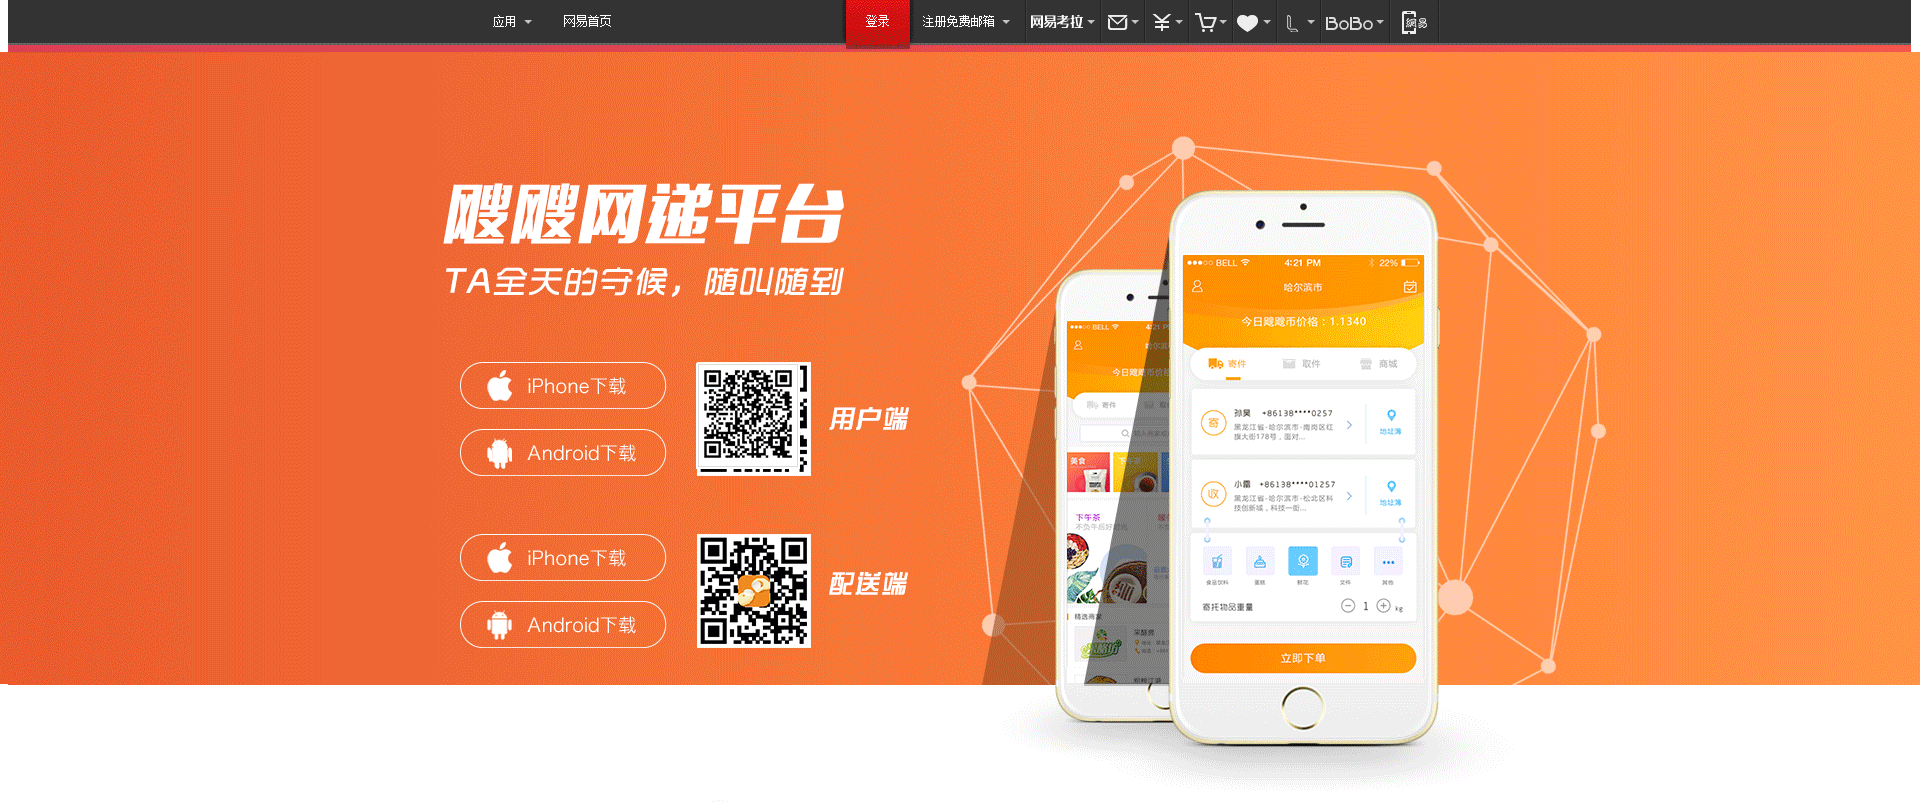 应用
网易首页
登录
注册免费邮箱
网易考拉
BoBo
網易
飕飕网递平台
TA全天的守候，随叫随到
iPhone下载
Android下载
用户端
iPhone下载
Android下载
配送端
BELL
4:21 PM
22%
哈尔滨市
今日飕飕币价格：1.1340
寄件
取件
商城
寄
孙昊 +86138****0257
黑龙江省-哈尔滨市-南岗区红
旗大街178号，面对...
地址簿
收
小霜 +86138****01257
黑龙江省-哈尔滨市-松北区科
技创新城，科技一街...
地址簿
食品饮料
蛋糕
鲜花
文件
其他
寄托物品重量
1
kg
立即下单
BELL
4:21 P
今日飕飕币价
寄件
美食
下午茶
下午茶
精选商家